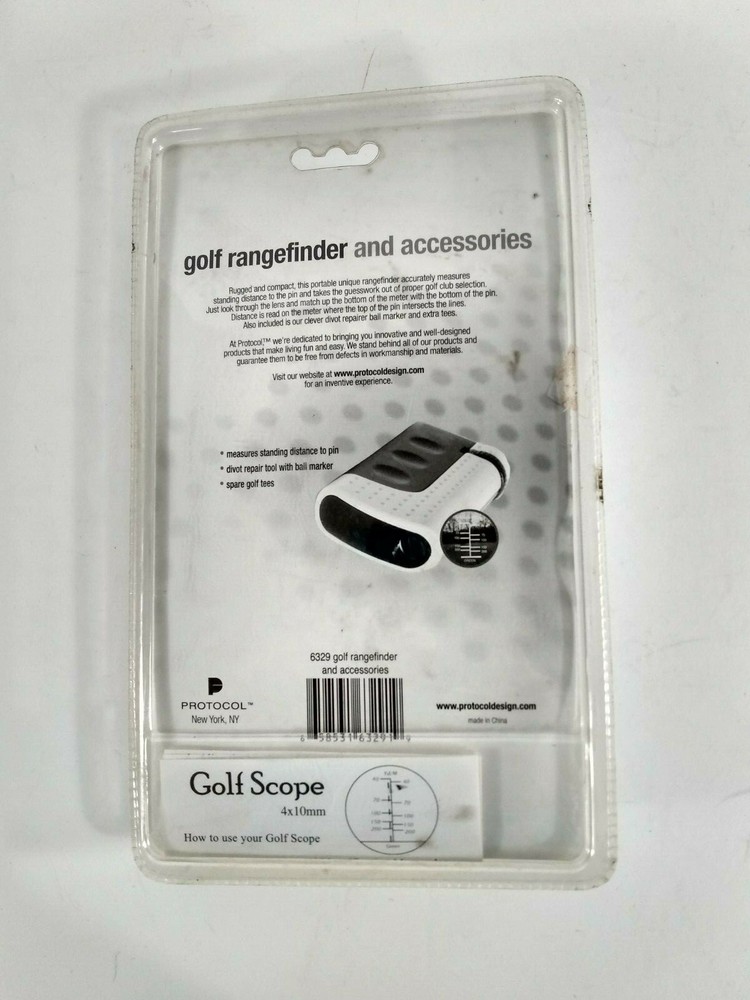 golf rangefinder and accessories
Rugged and compact, this portable unique rangefinder accurately measures
standing distance to the pin and takes the guesswork out of proper golf club selection.
Just look through the lens and match up the bottom of the meter with the bottom of the pin.
Distance is read on the meter where the top of the pin intersects the lines.
Also included is our clever divot repairer ball marker and extra tees.
At Protocol™ we're dedicated to bringing you innovative and well-designed
products that make living fun and easy. We stand behind all of our products and
guarantee them to be free from defects in workmanship and materials.
Visit our website at www.protocoldesign.com
for an inventive experience.
• measures standing distance to pin
• divot repair tool with ball marker
• spare golf tees
6329 golf rangefinder
and accessories
PROTOCOL™
New York, NY
6 58531 63291 9
www.protocoldesign.com
made in China
Golf Scope
4x10mm
How to use your Golf Scope